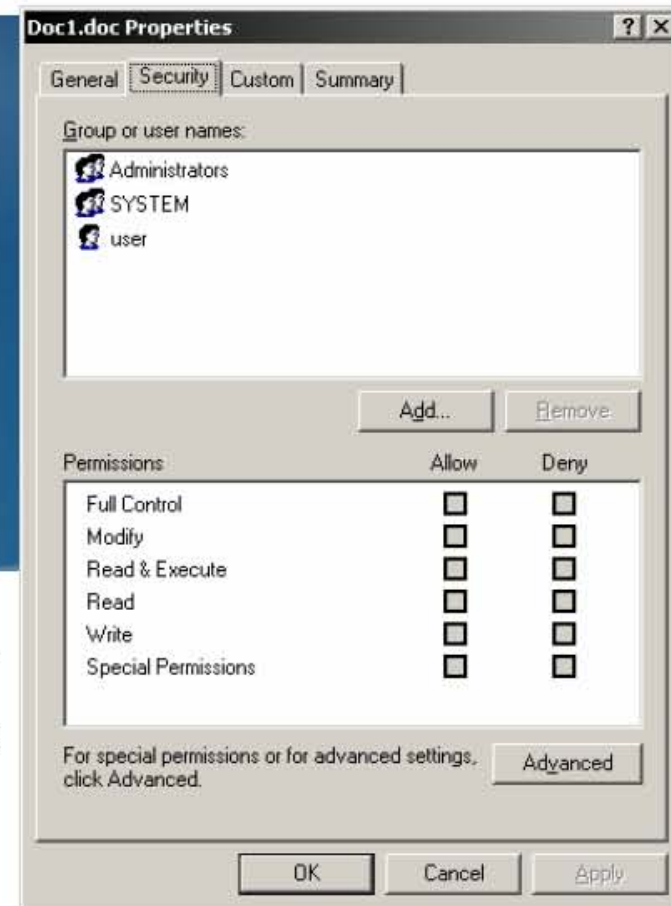 Doc1.doc Properties
General Security Custom Summary
Group or user names:
Administrators
SYSTEM
user
Add... Remove
Permissions Allow Deny
Full Control
Modify
Read & Execute
Read
Write
Special Permissions
For special permissions or for advanced settings,
click Advanced.
Advanced
OK Cancel Apply